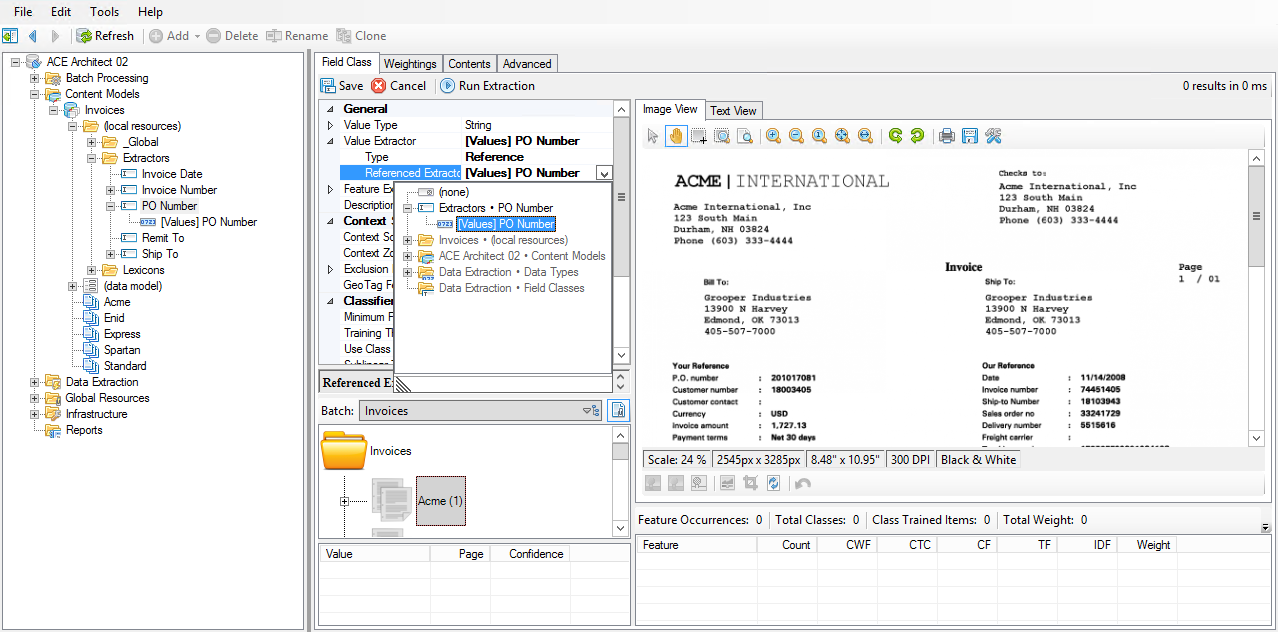 File Edit Tools Help
Refresh Add Delete Rename Clone
ACE Architect 02
Batch Processing
Content Models
Invoices
(local resources)
_Global
Extractors
Invoice Date
Invoice Number
PO Number
[Values] PO Number
Remit To
Ship To
Lexicons
(data model)
Acme
Enid
Express
Spartan
Standard
Data Extraction
Global Resources
Infrastructure
Reports
Field Class Weightings Contents Advanced
Save Cancel Run Extraction 0 results in 0 ms
General
Value Type String
Value Extractor [Values] PO Number
Type Reference
Referenced Extractor [Values] PO Number
Feature Ex
Description
Context S
Context Sc
Context Zo
Exclusion
GeoTag Fe
Classifier
Minimum F
Training Th
Use Class
(none)
Extractors • PO Number
[Values] PO Number
Invoices • (local resources)
ACE Architect 02 • Content Models
Data Extraction • Data Types
Data Extraction • Field Classes
Referenced E
Batch: Invoices
Invoices
Acme (1)
Value Page Confidence
Image View Text View
ACME | INTERNATIONAL
Acme International, Inc
123 South Main
Durham, NH 03824
Phone (603) 333-4444
Checks to:
Acme International, Inc
123 South Main
Durham, NH 03824
Phone (603) 333-4444
Invoice
Page
1 / 01
Bill To:
Grooper Industries
13900 N Harvey
Edmond, OK 73013
405-507-7000
Ship To:
Grooper Industries
13900 N Harvey
Edmond, OK 73013
405-507-7000
Your Reference
P.O. number : 201017081
Customer number : 18003405
Customer contact :
Currency : USD
Invoice amount : 1,727.13
Payment terms : Net 30 days
Our Reference
Date : 11/14/2008
Invoice number : 74451405
Ship-to Number : 18103943
Sales order no : 33241729
Delivery number : 5515616
Freight carrier :
Scale: 24 % 2545px x 3285px 8.48" x 10.95" 300 DPI Black & White
Feature Occurrences: 0 Total Classes: 0 Class Trained Items: 0 Total Weight: 0
Feature Count CWF CTC CF TF IDF Weight